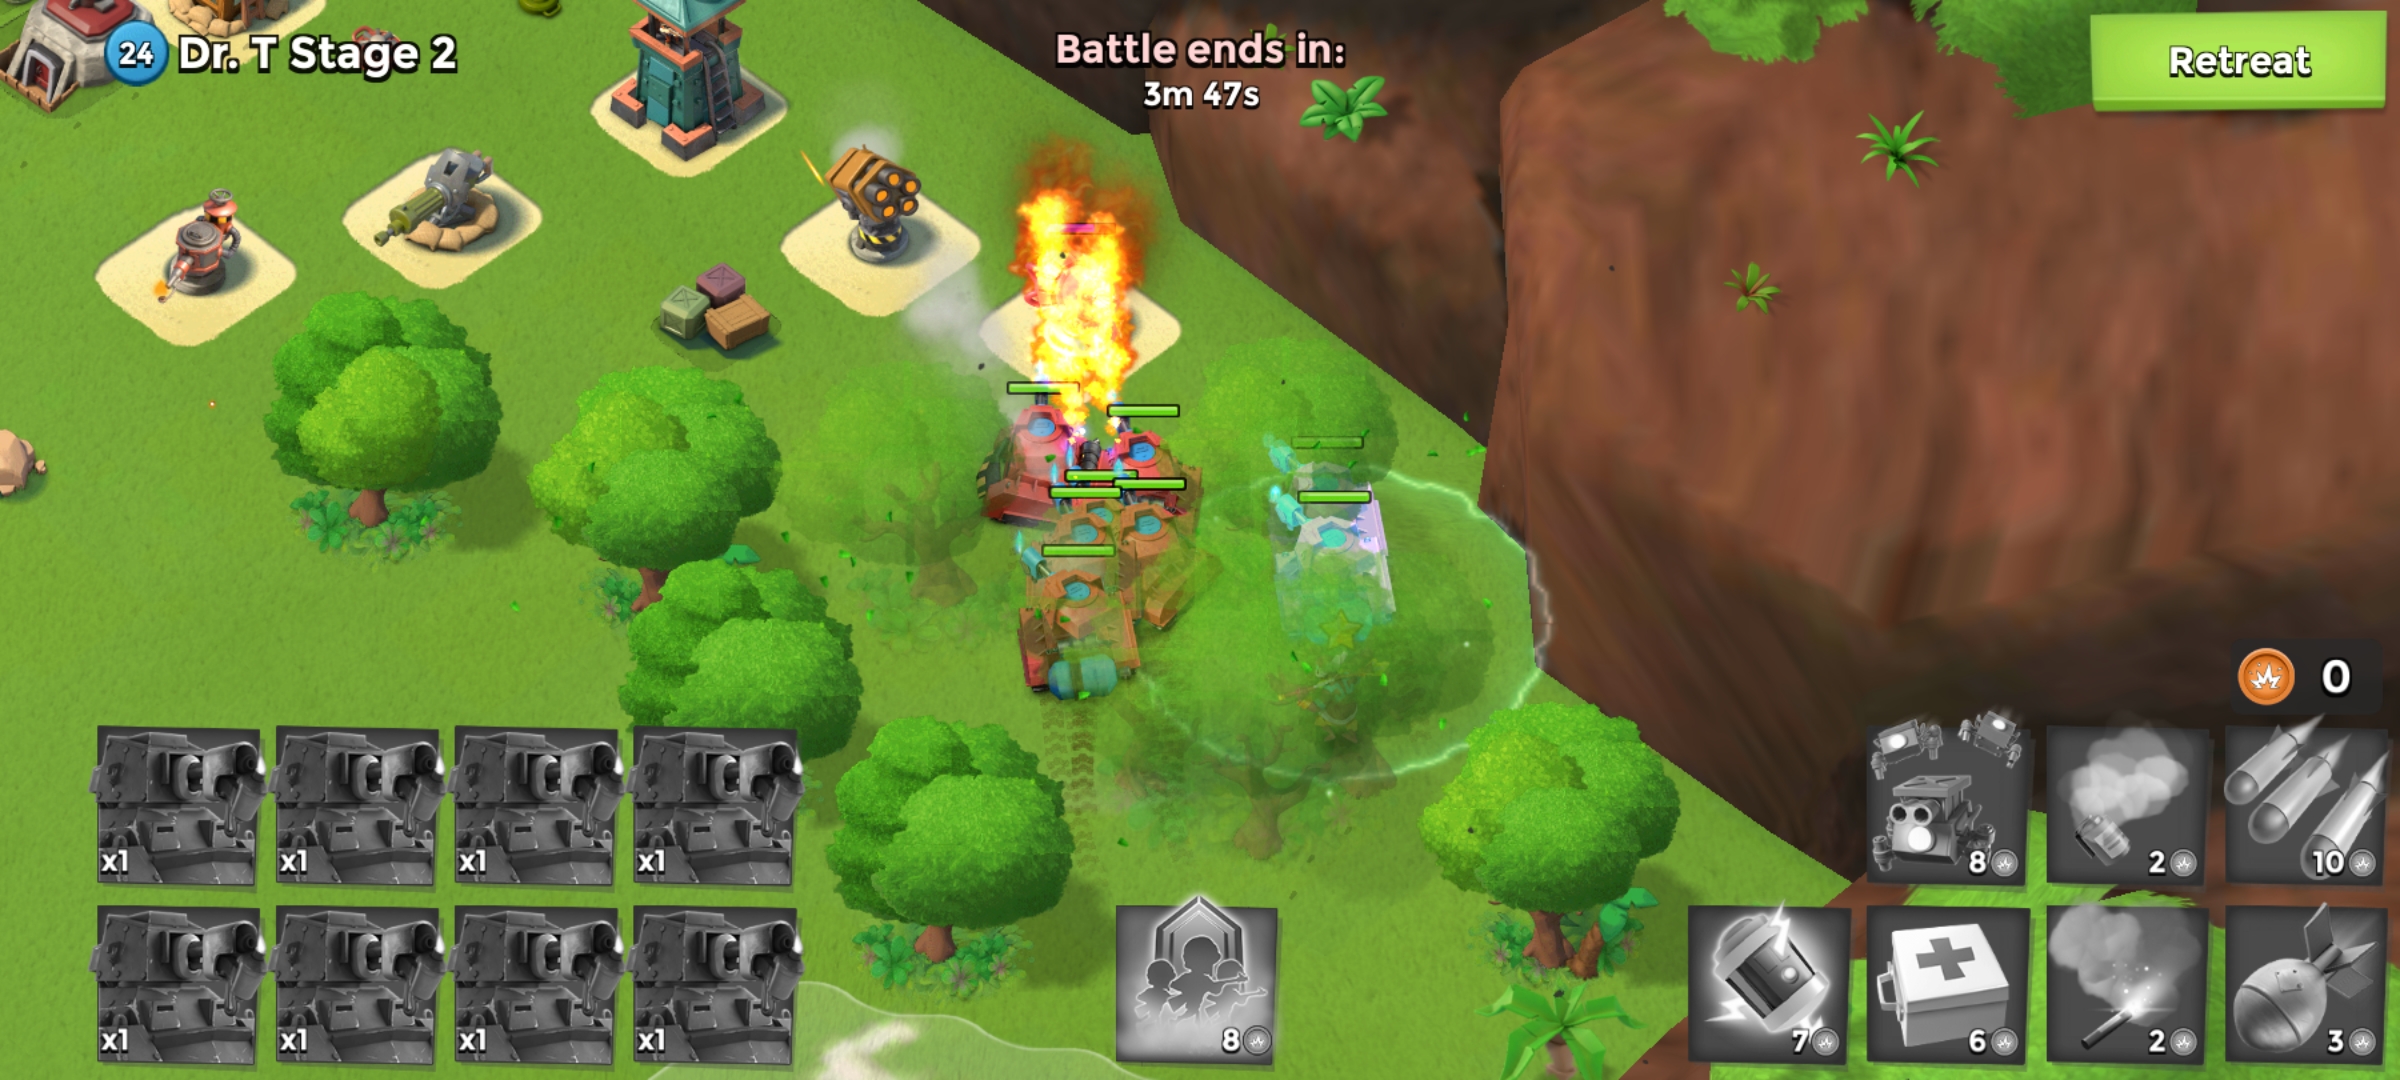 24 Dr. T Stage 2
Battle ends in:
3m 47s
Retreat
0
x1 x1 x1 x1
8 2 10
x1 x1 x1 x1
8
7 6 2 3